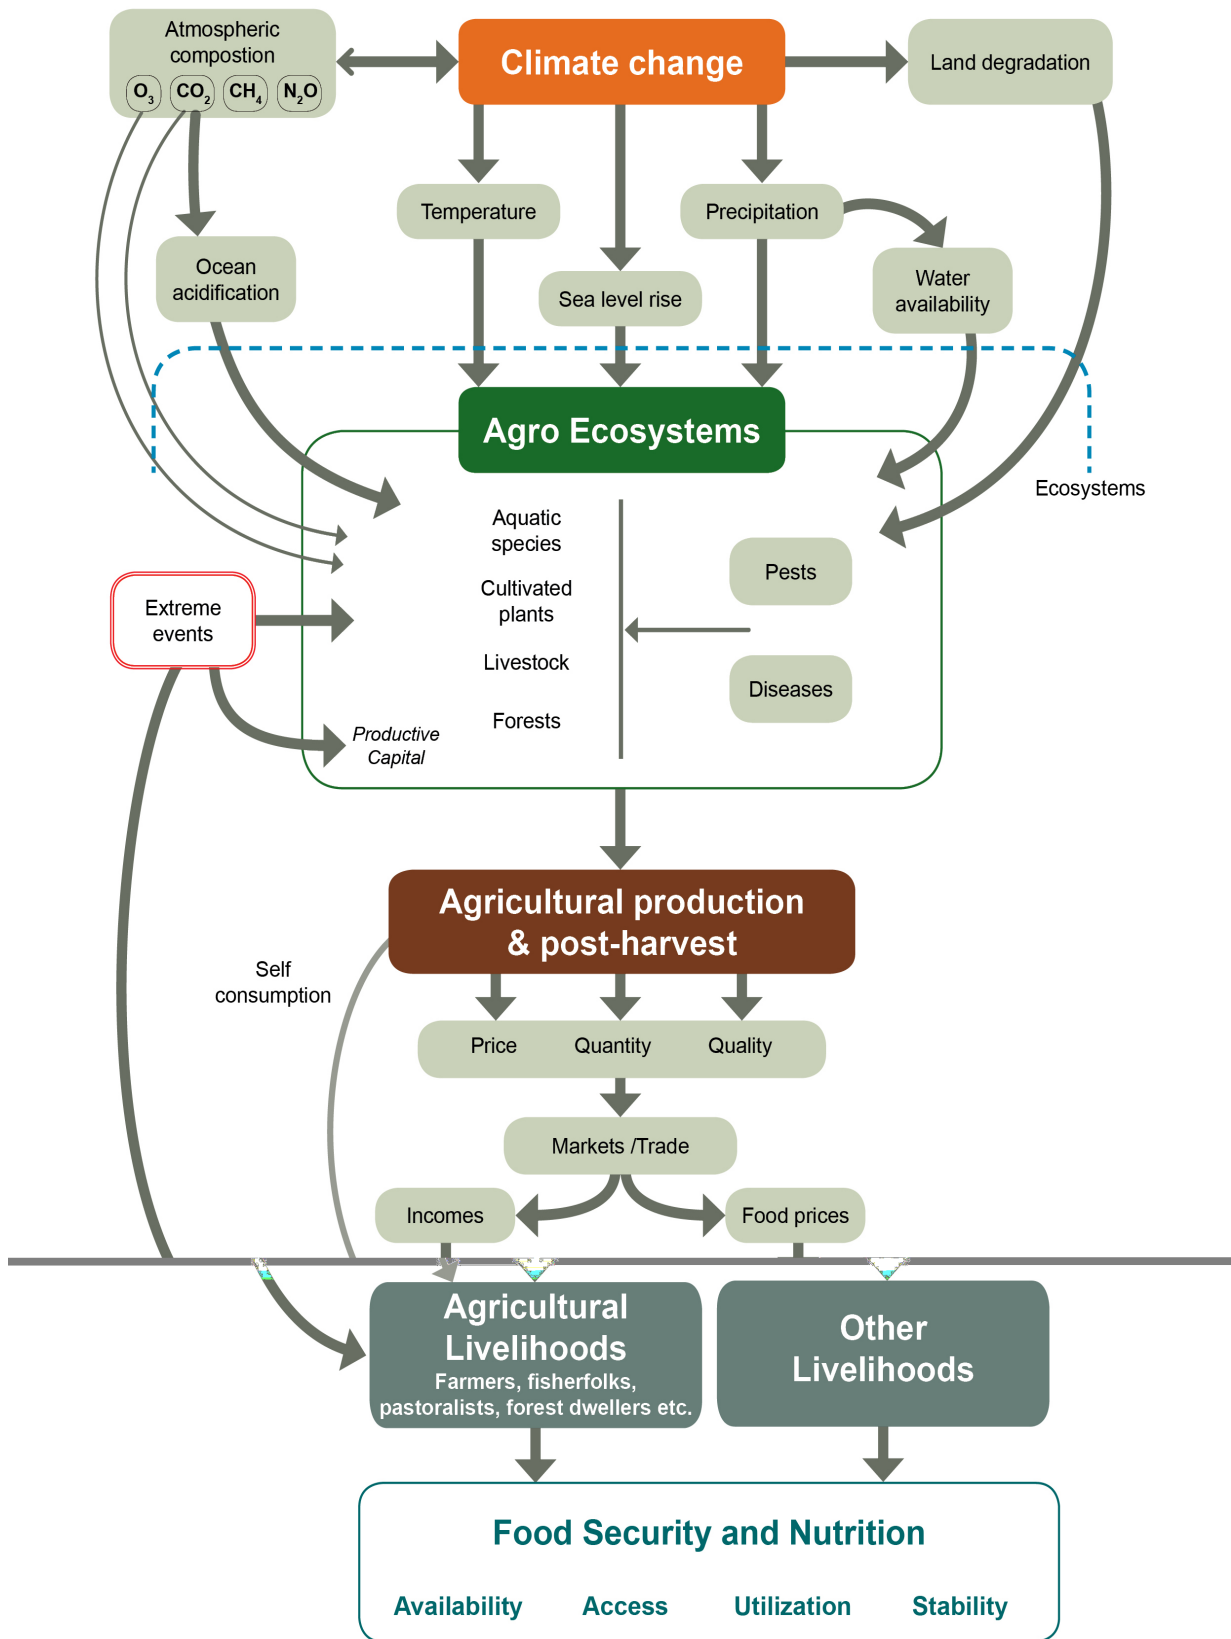 Atmospheric
compostion
O₃ CO₂ CH₄ N₂O
Climate change
Land degradation
Temperature
Precipitation
Ocean
acidification
Sea level rise
Water
availability
Agro Ecosystems
Ecosystems
Aquatic
species
Cultivated
plants
Livestock
Forests
Pests
Diseases
Extreme
events
Productive
Capital
Agricultural production
& post-harvest
Self
consumption
Price Quantity Quality
Markets /Trade
Incomes
Food prices
Agricultural
Livelihoods
Farmers, fisherfolks,
pastoralists, forest dwellers etc.
Other
Livelihoods
Food Security and Nutrition
Availability Access Utilization Stability